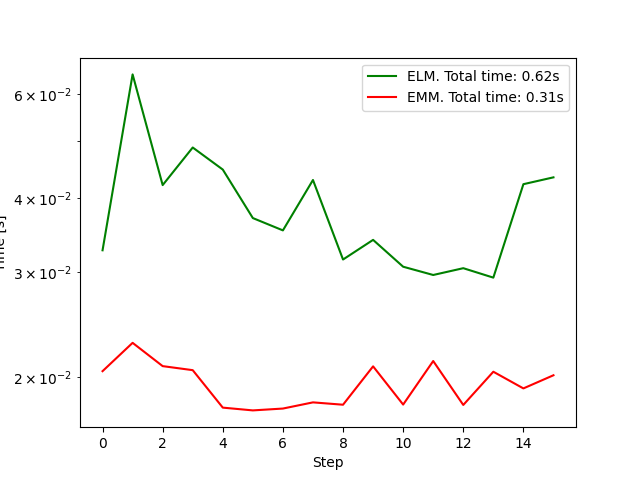 ELM. Total time: 0.62s
EMM. Total time: 0.31s
6 × 10⁻²
4 × 10⁻²
3 × 10⁻²
2 × 10⁻²
Time [s]
0 2 4 6 8 10 12 14
Step